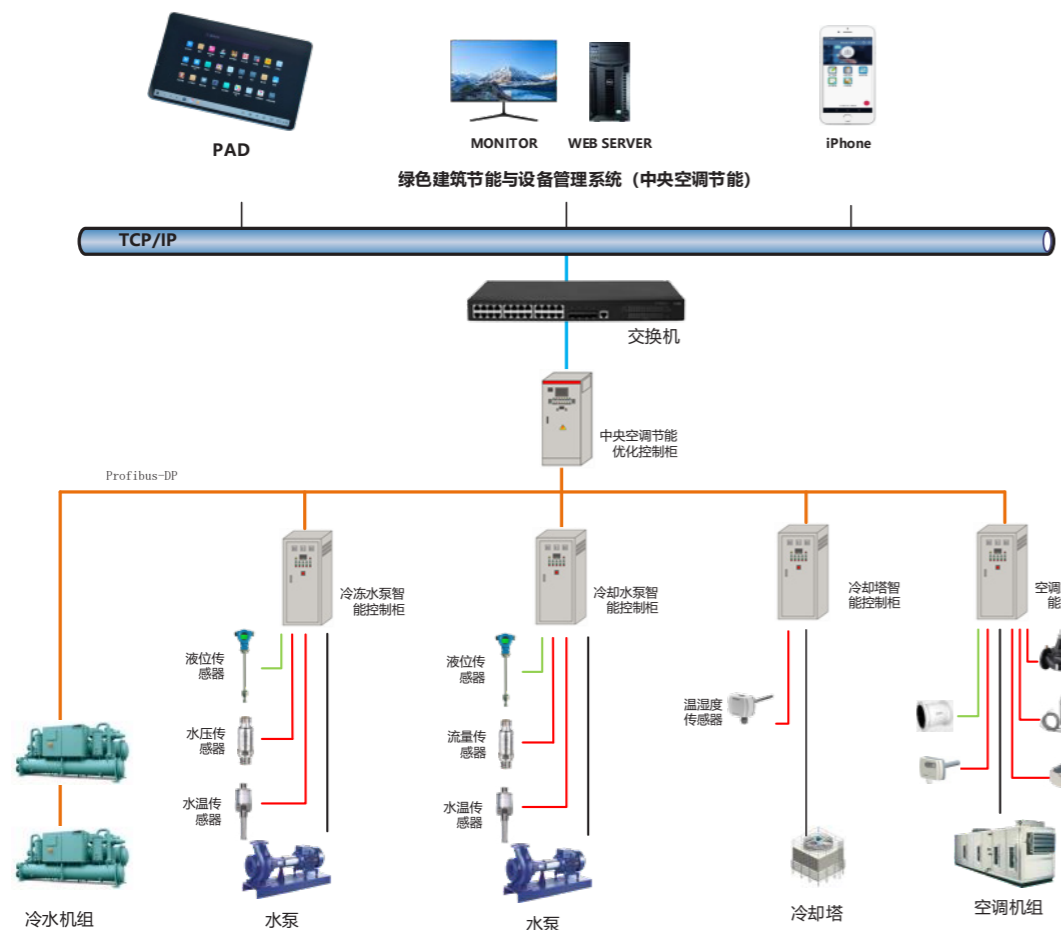 PAD
MONITOR
WEB SERVER
iPhone
绿色建筑节能与设备管理系统（中央空调节能）
TCP/IP
交换机
中央空调节能
优化控制柜
Profibus-DP
冷冻水泵智
能控制柜
冷却水泵智
能控制柜
冷却塔智
能控制柜
空调
能
液位传
感器
水压传
感器
水温传
感器
液位传
感器
流量传
感器
水温传
感器
温湿度
传感器
冷水机组
水泵
水泵
冷却塔
空调机组